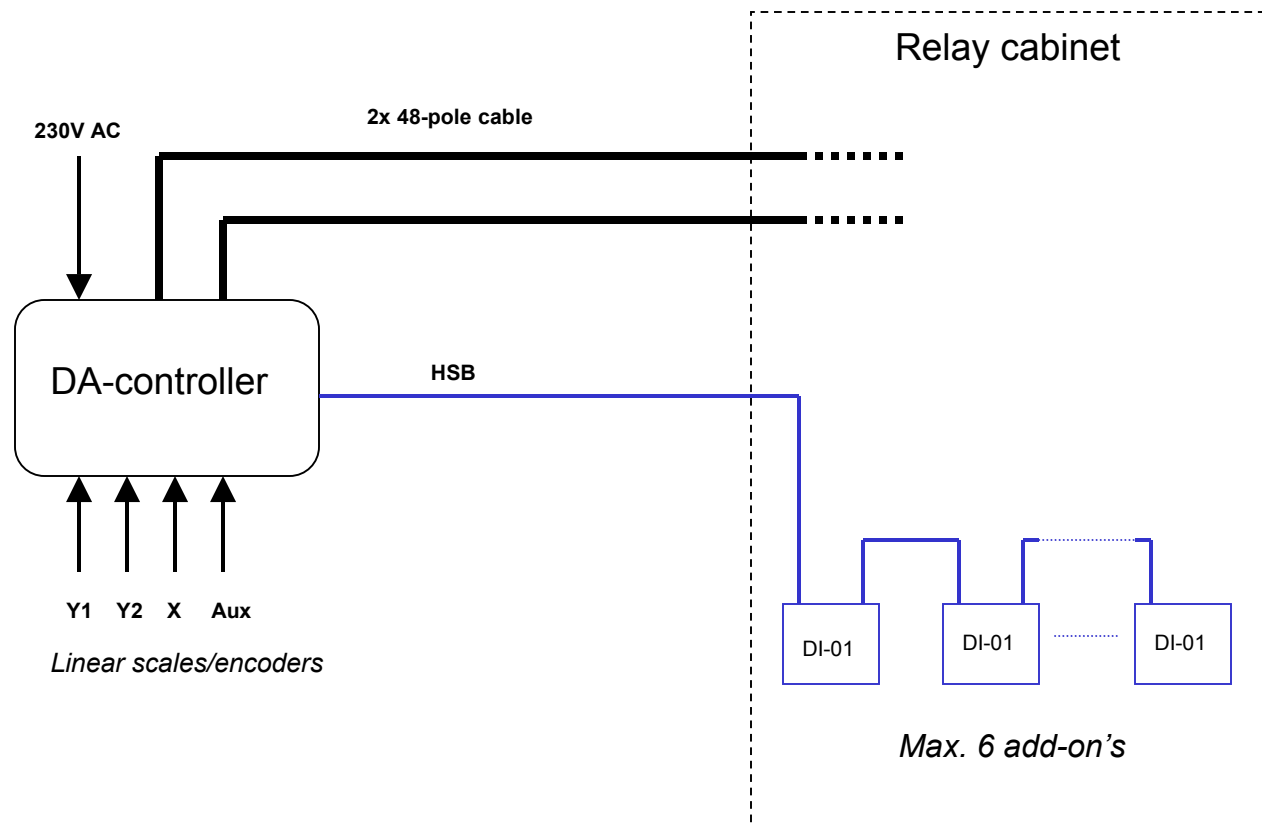 Relay cabinet
2x 48-pole cable
230V AC
DA-controller
HSB
Y1 Y2 X Aux
Linear scales/encoders
DI-01 DI-01 DI-01
Max. 6 add-on’s